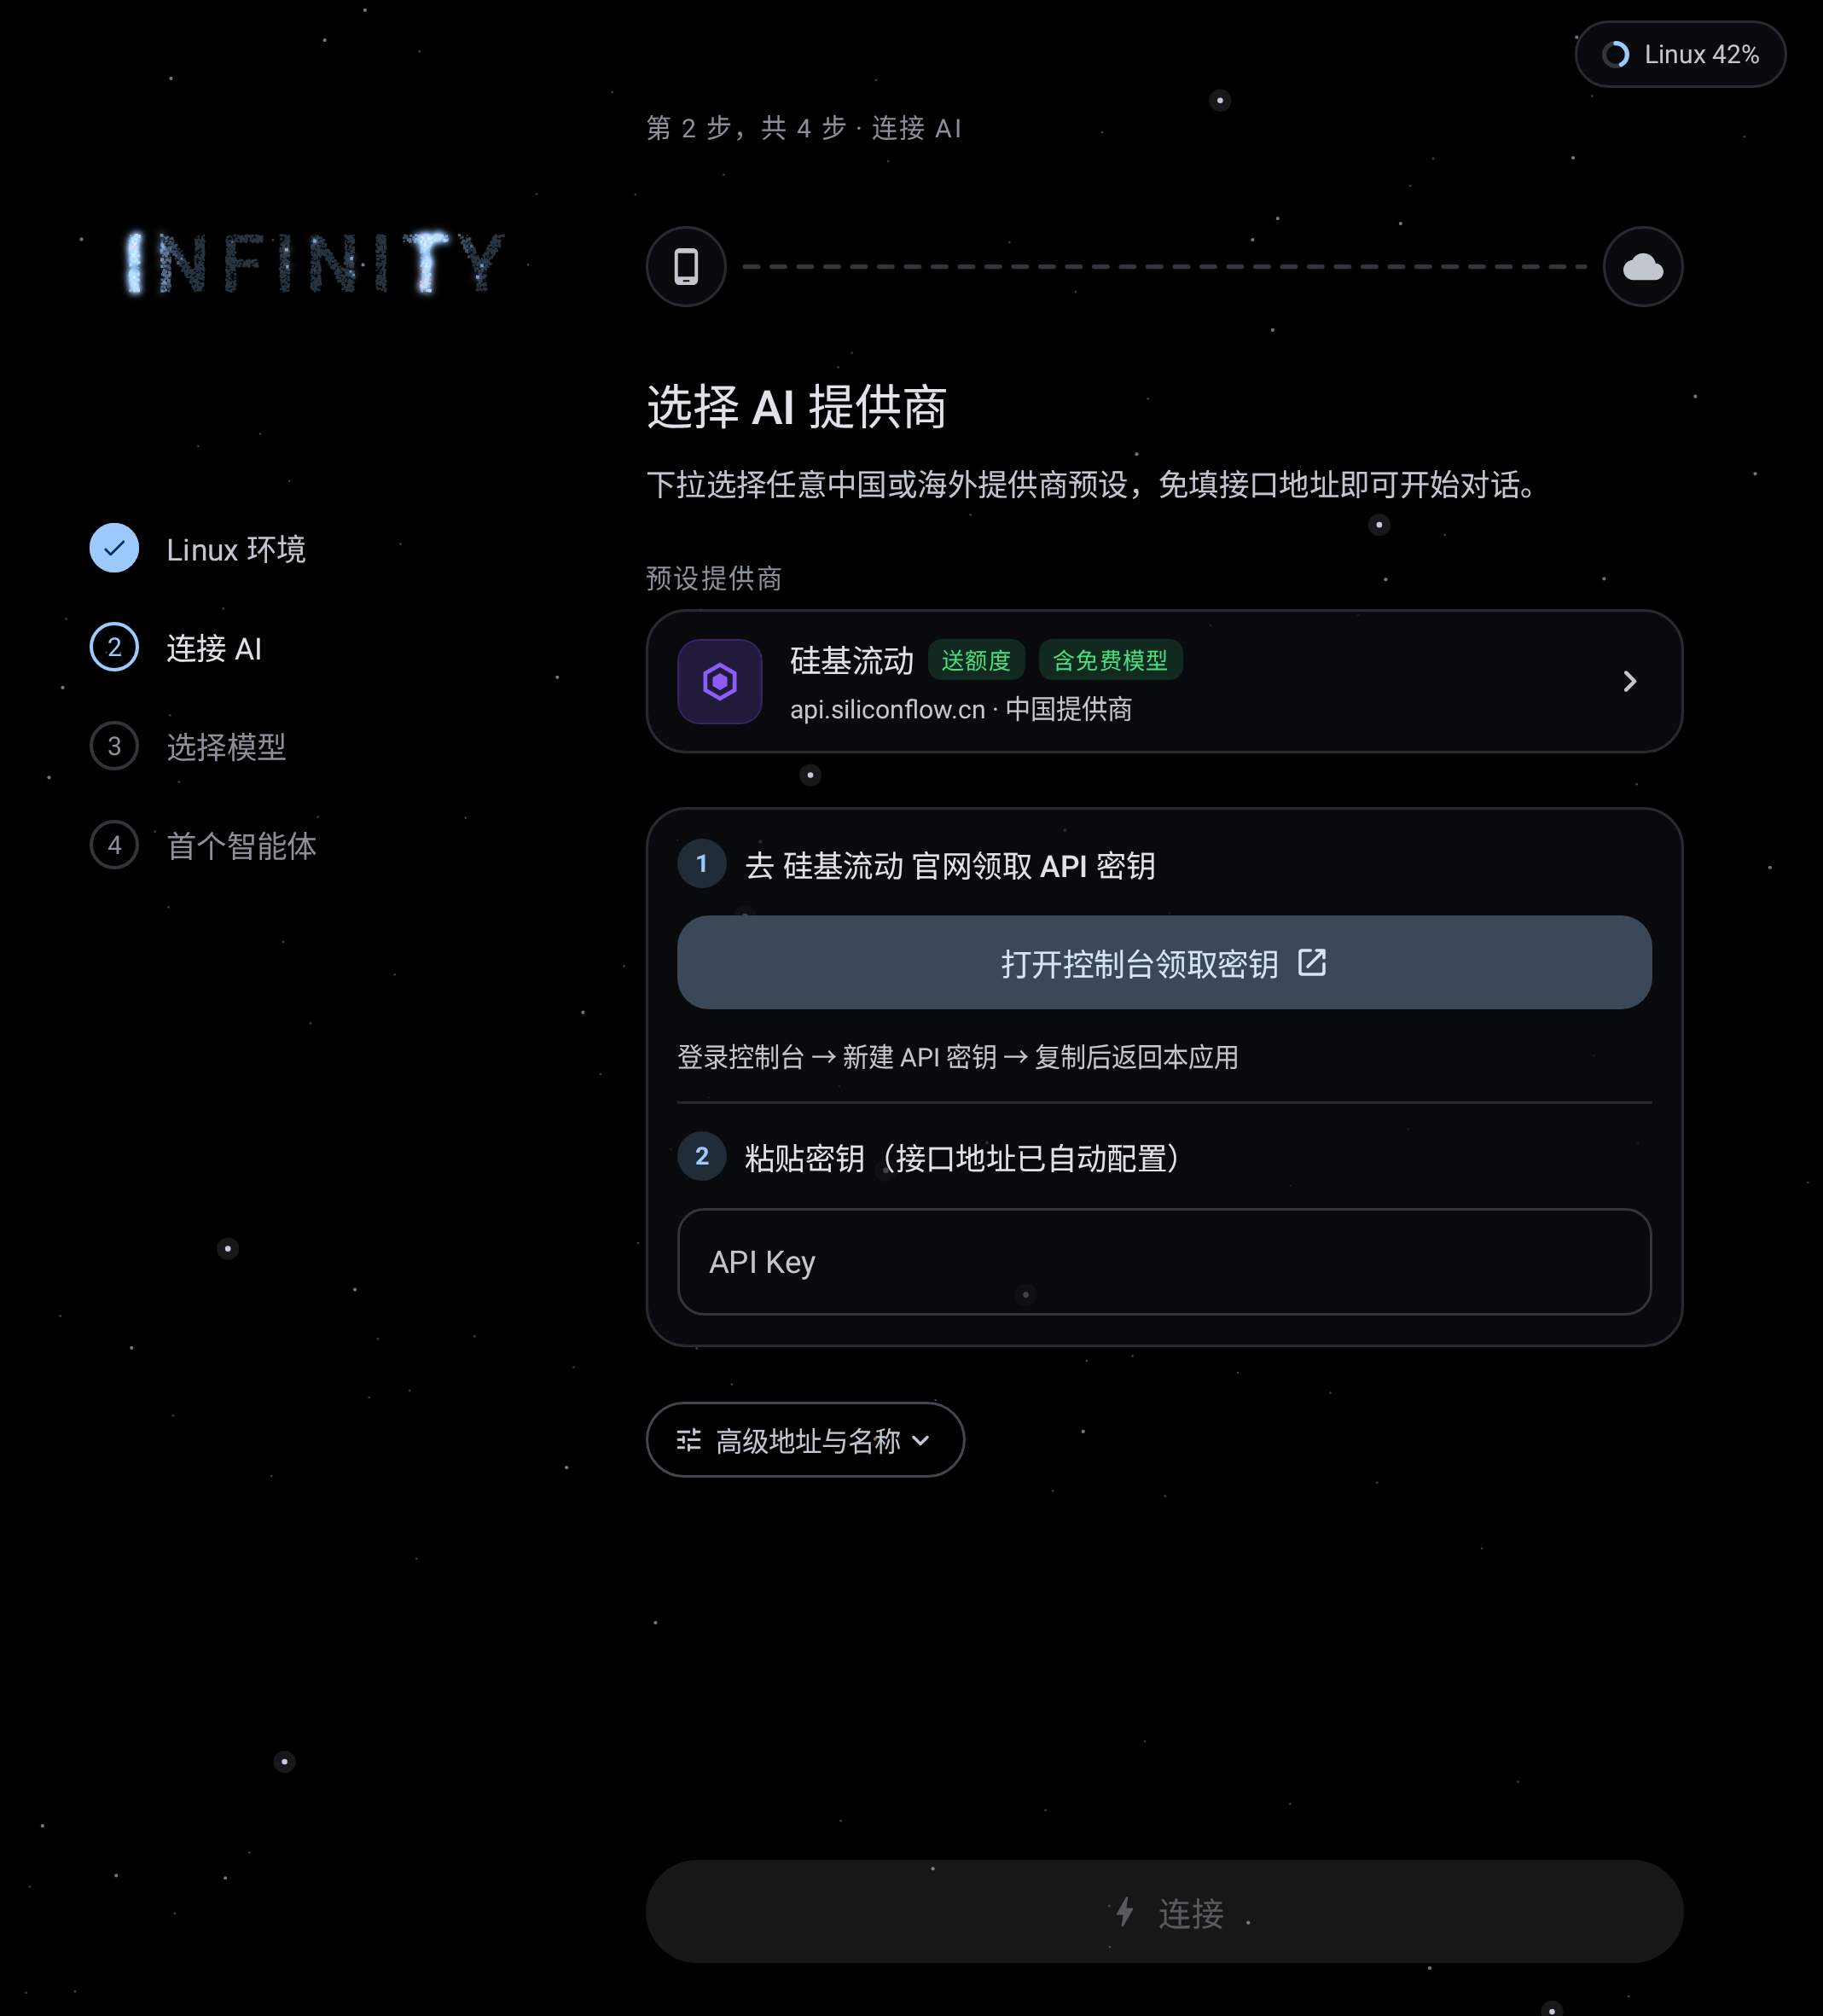 Linux 42%
第 2 步，共 4 步 · 连接 AI
INFINITY
Linux 环境
2 连接 AI
3 选择模型
4 首个智能体
选择 AI 提供商
下拉选择任意中国或海外提供商预设，免填接口地址即可开始对话。
预设提供商
硅基流动 送额度 含免费模型
api.siliconflow.cn · 中国提供商
1 去 硅基流动 官网领取 API 密钥
打开控制台领取密钥
登录控制台 → 新建 API 密钥 → 复制后返回本应用
2 粘贴密钥（接口地址已自动配置）
API Key
高级地址与名称
连接